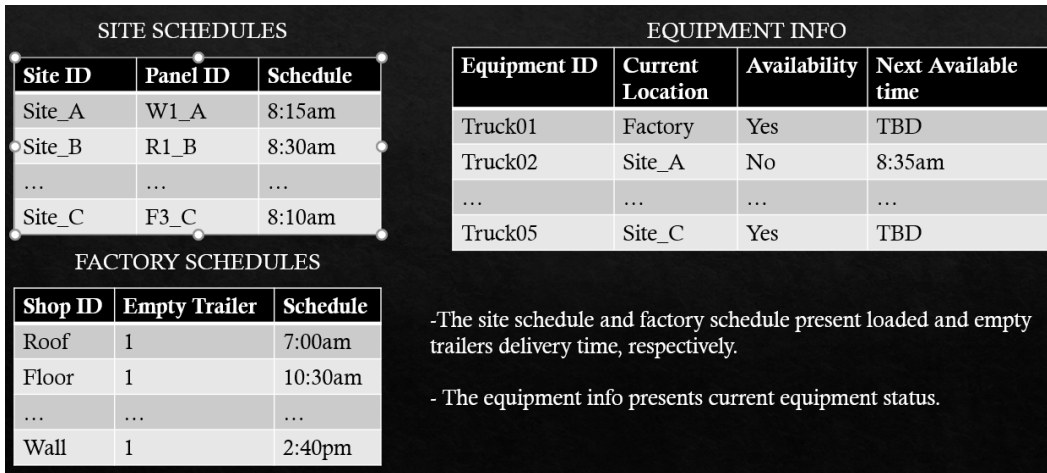 SITE SCHEDULES
Site ID Panel ID Schedule
Site_A W1_A 8:15am
Site_B R1_B 8:30am
… … …
Site_C F3_C 8:10am
FACTORY SCHEDULES
Shop ID Empty Trailer Schedule
Roof 1 7:00am
Floor 1 10:30am
… … …
Wall 1 2:40pm
EQUIPMENT INFO
Equipment ID Current Location Availability Next Available time
Truck01 Factory Yes TBD
Truck02 Site_A No 8:35am
… … … …
Truck05 Site_C Yes TBD
-The site schedule and factory schedule present loaded and empty
trailers delivery time, respectively.
- The equipment info presents current equipment status.